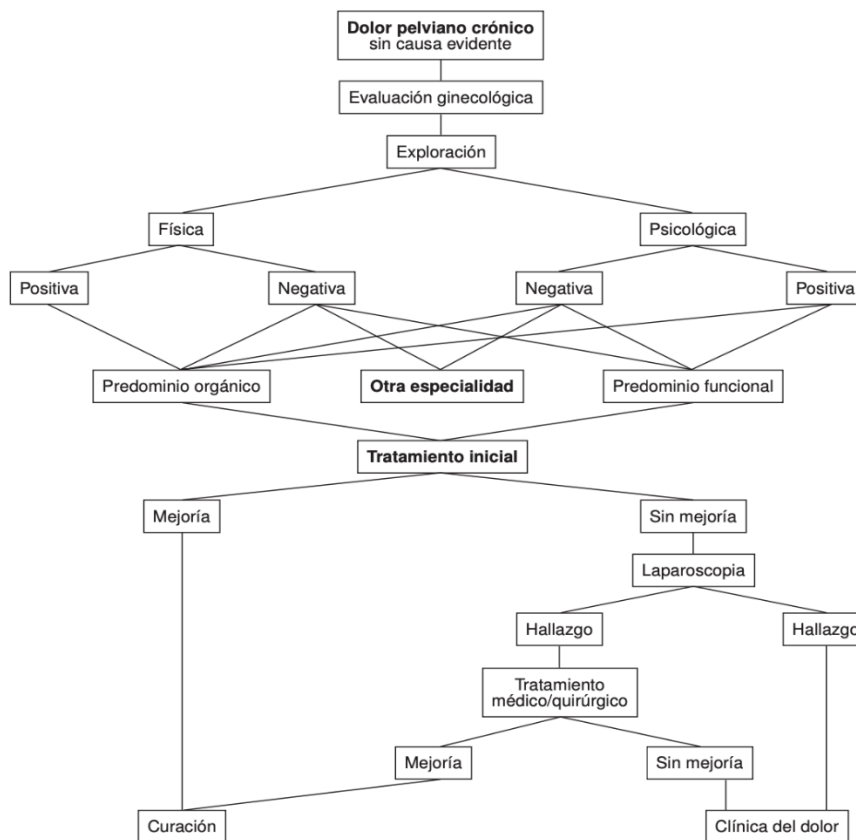 Dolor pelviano crónico
sin causa evidente
Evaluación ginecológica
Exploración
Física
Psicológica
Positiva
Negativa
Negativa
Positiva
Predominio orgánico
Otra especialidad
Predominio funcional
Tratamiento inicial
Mejoría
Sin mejoría
Laparoscopia
Hallazgo
Hallazgo
Tratamiento
médico/quirúrgico
Mejoría
Sin mejoría
Curación
Clínica del dolor